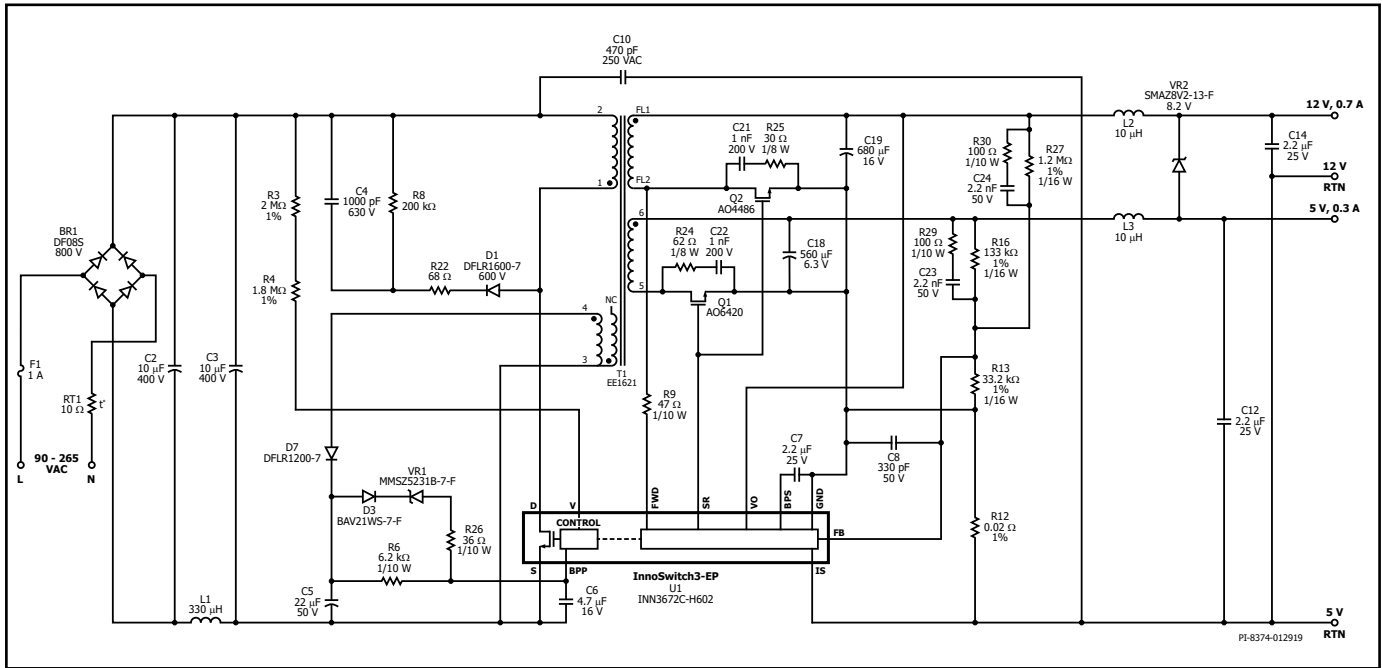 C10
470 pF
250 VAC
2
1
FL1
FL2
C21
1 nF
200 V
R25
30 Ω
1/8 W
Q2
AO4486
C19
680 µF
16 V
R30
100 Ω
1/10 W
C24
2.2 nF
50 V
R27
1.2 MΩ
1%
1/16 W
L2
10 µH
VR2
SMAZ8V2-13-F
8.2 V
12 V, 0.7 A
C14
2.2 µF
25 V
12 V
RTN
5 V, 0.3 A
R3
2 MΩ
1%
C4
1000 pF
630 V
R8
200 kΩ
BR1
DF08S
800 V
R4
1.8 MΩ
1%
R22
68 Ω
D1
DFLR1600-7
600 V
6
5
R24
62 Ω
1/8 W
C22
1 nF
200 V
Q1
AO6420
C18
560 µF
6.3 V
R29
100 Ω
1/10 W
C23
2.2 nF
50 V
R16
133 kΩ
1%
1/16 W
L3
10 µH
NC
4
3
T1
EE1621
F1
1 A
RT1
10 Ω
t°
C2
10 µF
400 V
C3
10 µF
400 V
R9
47 Ω
1/10 W
R13
33.2 kΩ
1%
1/16 W
C12
2.2 µF
25 V
90 - 265
VAC
L
N
D7
DFLR1200-7
VR1
MMSZ5231B-7-F
D3
BAV21WS-7-F
R26
36 Ω
1/10 W
R6
6.2 kΩ
1/10 W
C7
2.2 µF
25 V
C8
330 pF
50 V
R12
0.02 Ω
1%
D
V
FWD
SR
VO
BPS
GND
CONTROL
FB
S
BPP
IS
InnoSwitch3-EP
U1
INN3672C-H602
C5
22 µF
50 V
C6
4.7 µF
16 V
L1
330 µH
5 V
RTN
PI-8374-012919